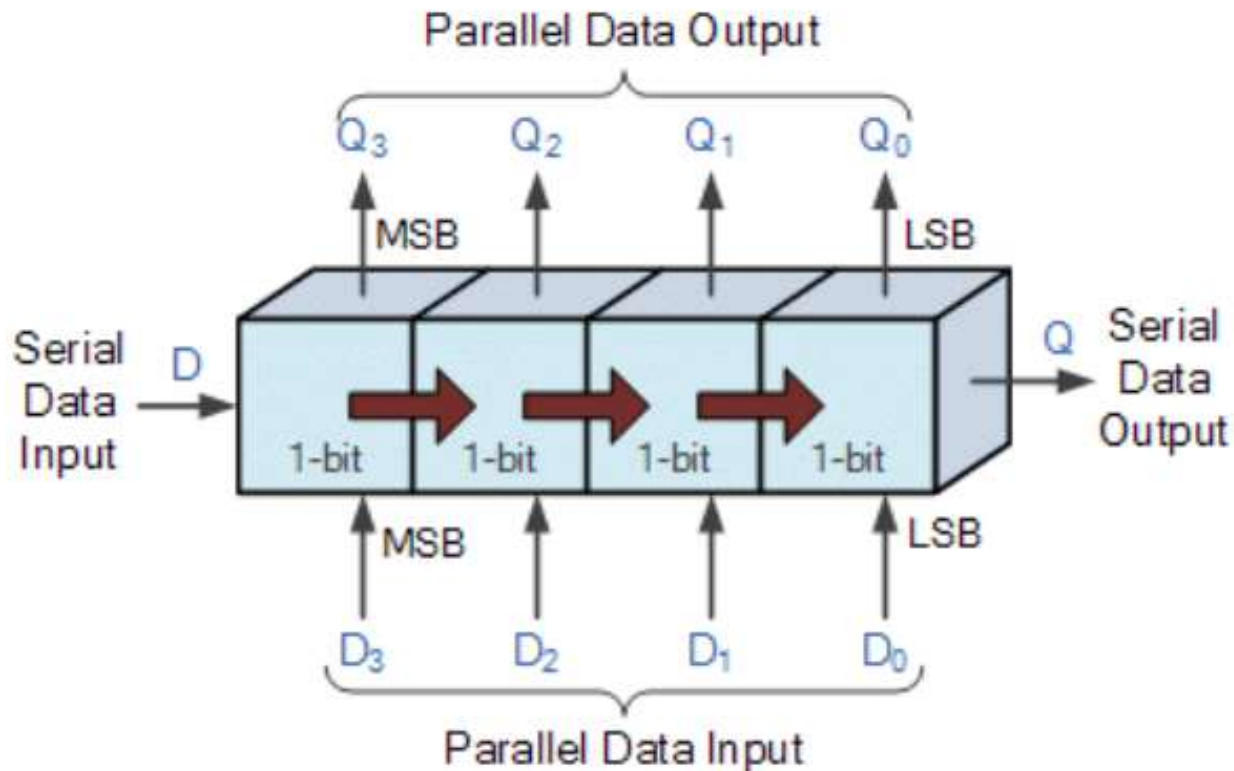 Parallel Data Output
Q₃ Q₂ Q₁ Q₀
MSB LSB
Serial
Data
Input
D
1-bit 1-bit 1-bit 1-bit
Q
Serial
Data
Output
MSB LSB
D₃ D₂ D₁ D₀
Parallel Data Input